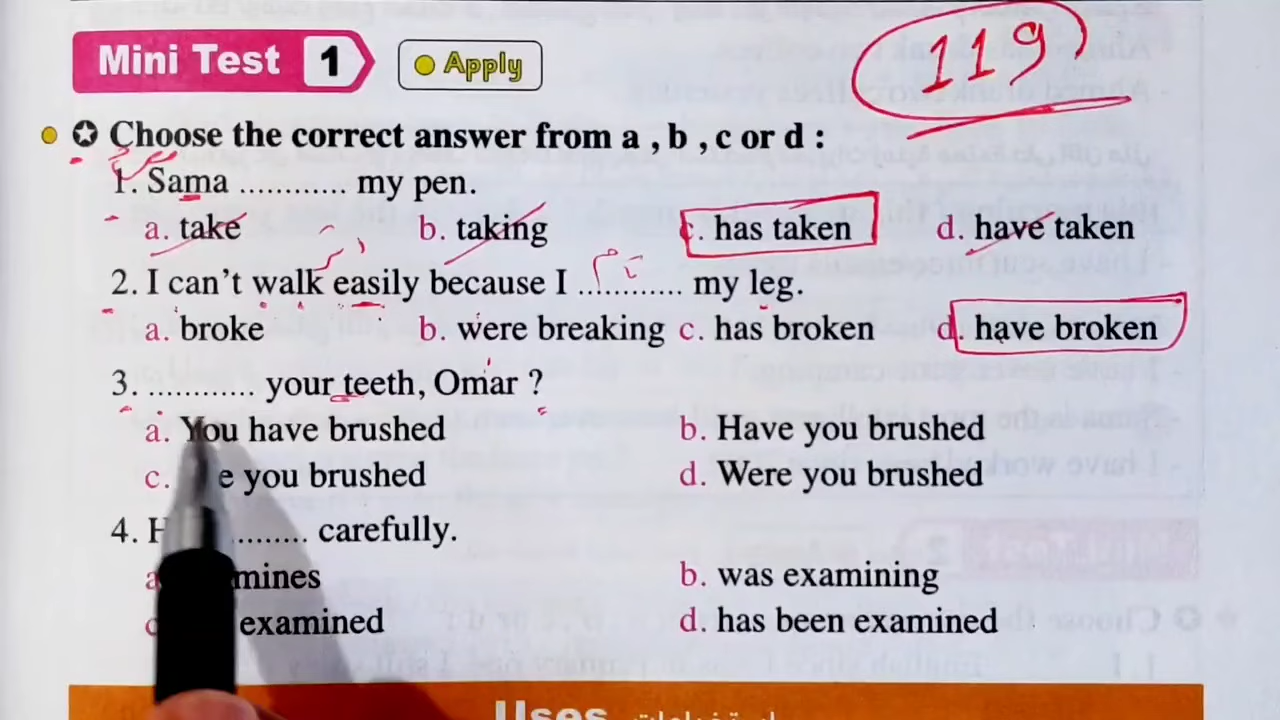 Mini Test 1 Apply
119
Choose the correct answer from a , b , c or d :
1. Sama ............ my pen.
a. take b. taking c. has taken d. have taken
2. I can't walk easily because I ............ my leg.
a. broke b. were breaking c. has broken d. have broken
3. ............ your teeth, Omar ?
a. You have brushed b. Have you brushed
c. e you brushed d. Were you brushed
4. H ......... carefully.
a mines b. was examining
c examined d. has been examined
Uses